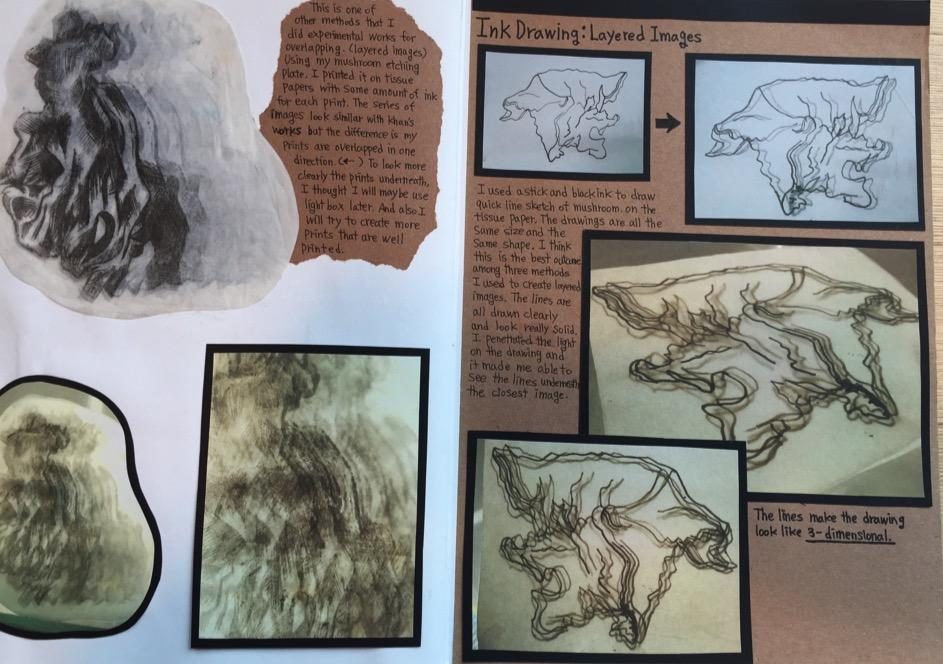 This is one of
other methods that I
did experimental works for
overlapping. (layered images)
Using my mushroom etching
Plate. I printed it on tissue
Papers with some amount of ink
for each print. The series of
images look similar with Khan's
works but the difference is my
Prints are overlapped in one
direction. (←) To look more
clearly the prints underneath,
I thought I will maybe use
light box later. And also I
will try to create more
Prints that are well
Printed.
Ink Drawing: Layered Images
I used a stick and black ink to draw
quick line sketch of mushroom. on the
tissue paper. The drawings are all the
Same size and the
Same shape. I think
this is the best outcome
among three methods
I used to create layered
images. The lines are
all drawn clearly
and look really solid.
I penetrated the light
on the drawing and
it made me able to
see the lines underneath
the closest image.
The lines make the drawing
look like 3-dimensional.